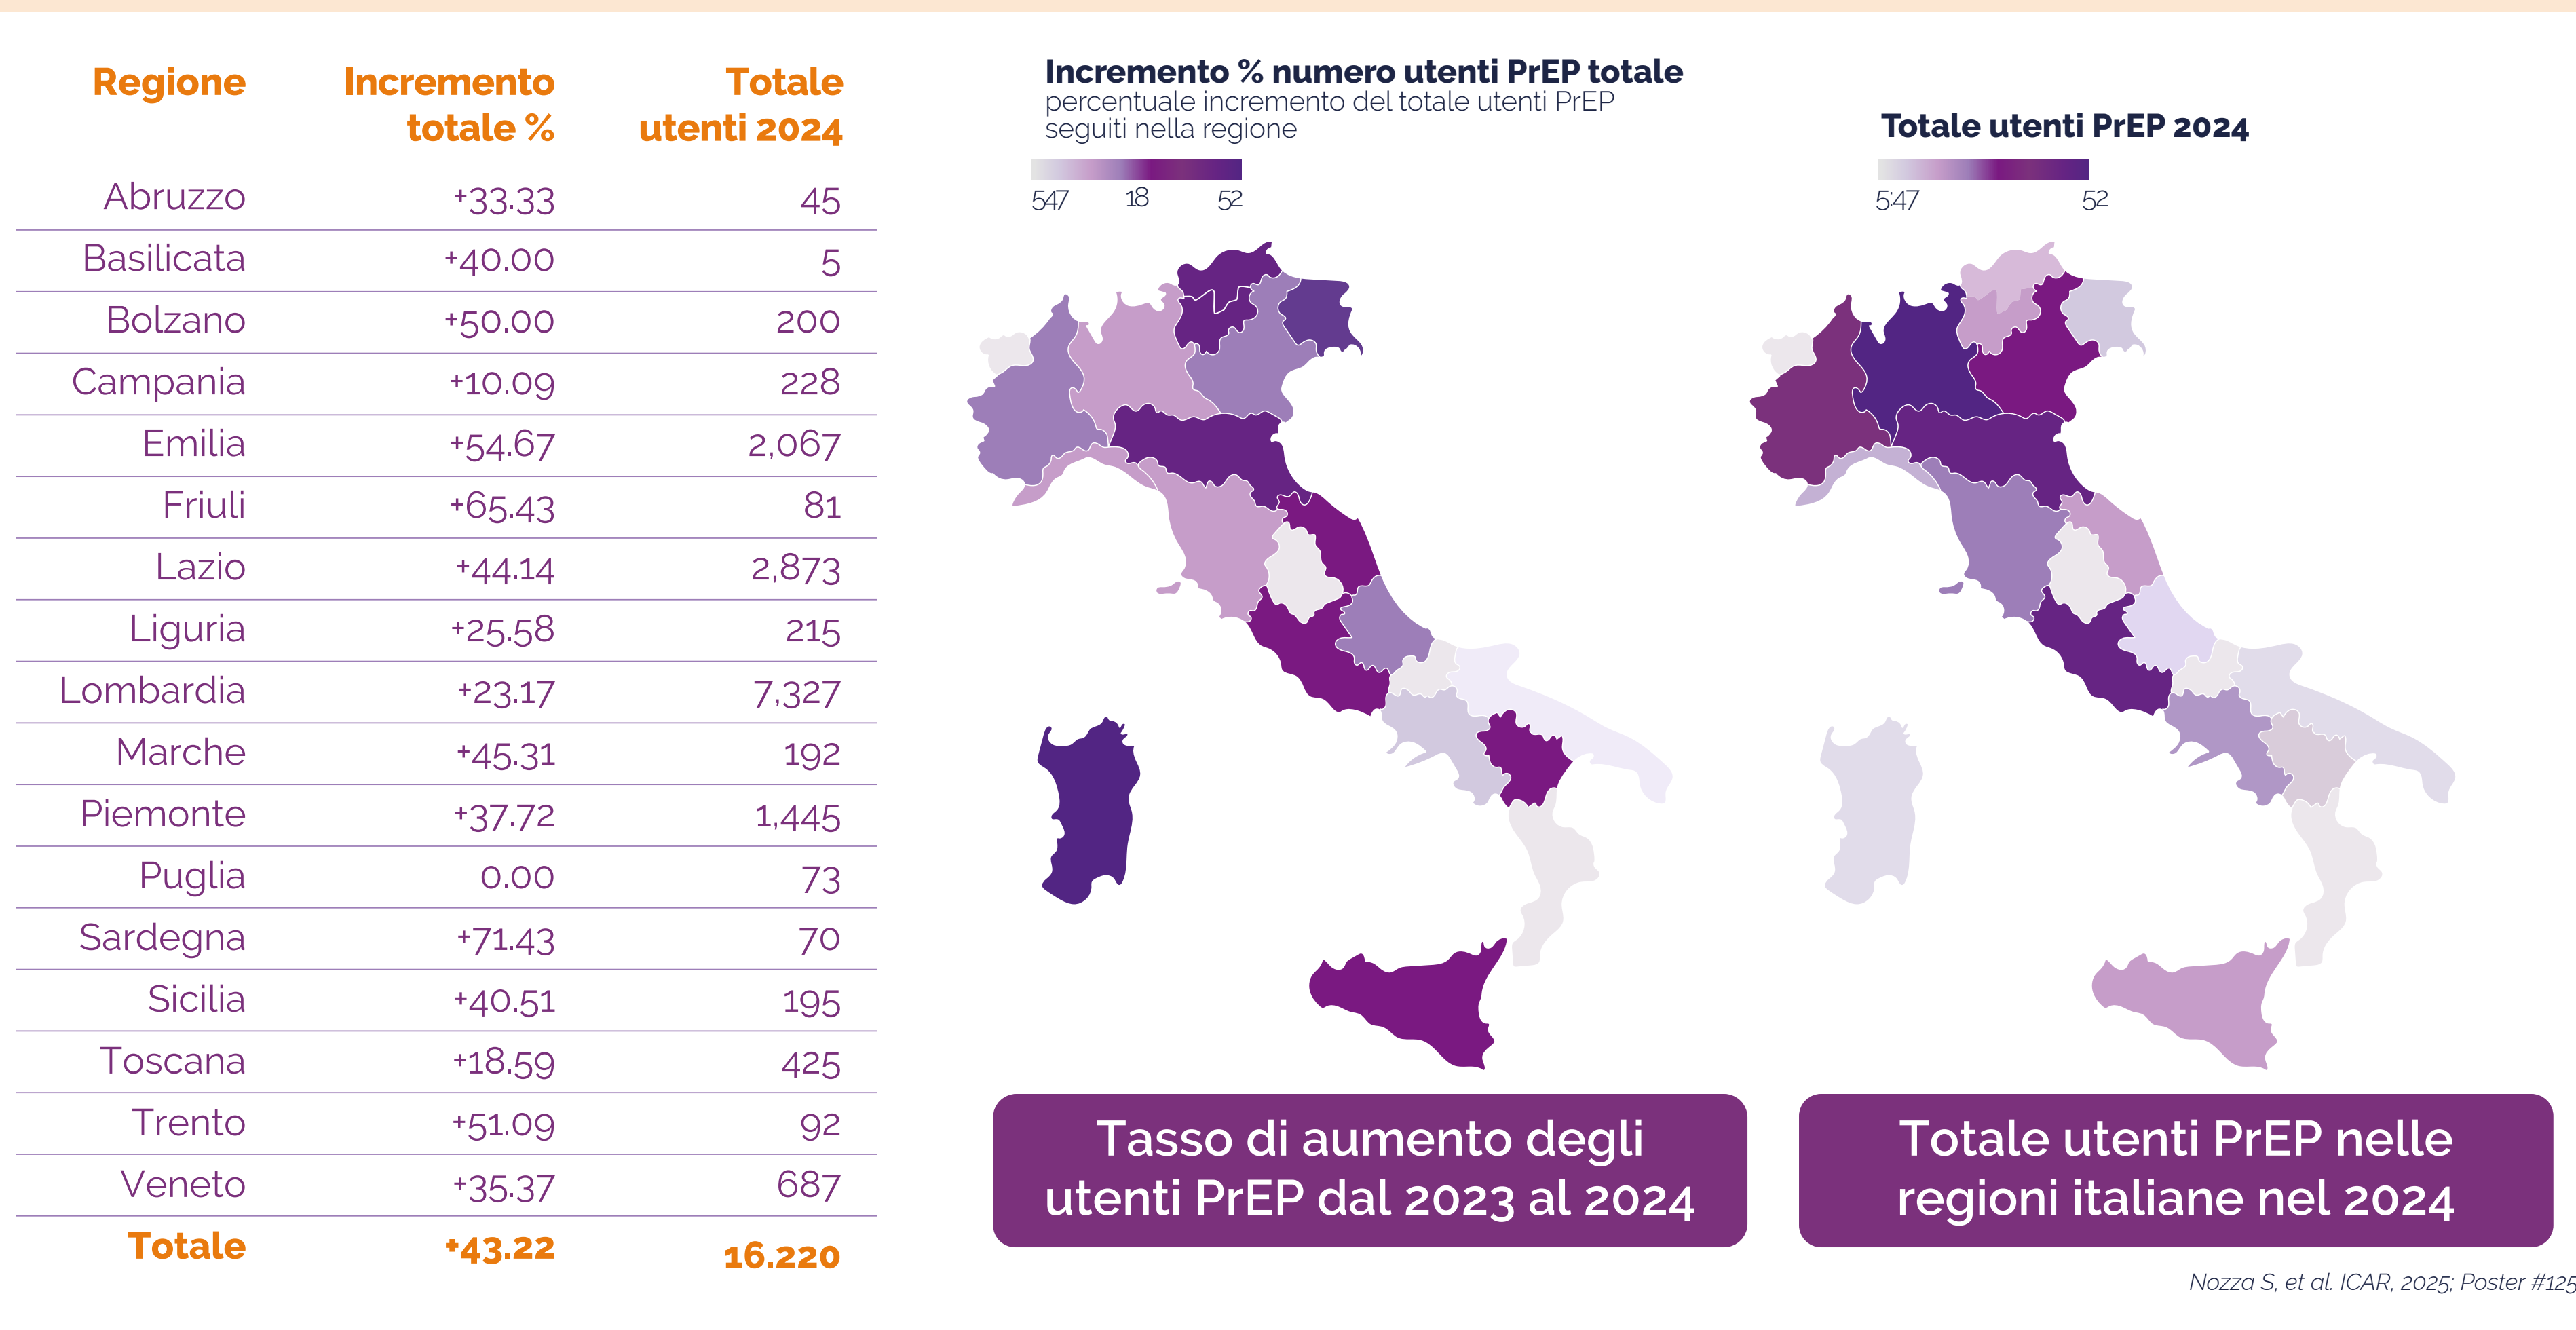 Regione Incremento totale % Totale utenti 2024
Abruzzo +33.33 45
Basilicata +40.00 5
Bolzano +50.00 200
Campania +10.09 228
Emilia +54.67 2,067
Friuli +65.43 81
Lazio +44.14 2,873
Liguria +25.58 215
Lombardia +23.17 7,327
Marche +45.31 192
Piemonte +37.72 1,445
Puglia 0.00 73
Sardegna +71.43 70
Sicilia +40.51 195
Toscana +18.59 425
Trento +51.09 92
Veneto +35.37 687
Totale +43.22 16.220
Incremento % numero utenti PrEP totale
percentuale incremento del totale utenti PrEP
seguiti nella regione
547 18 52
Tasso di aumento degli
utenti PrEP dal 2023 al 2024
Totale utenti PrEP 2024
5:47 52
Totale utenti PrEP nelle
regioni italiane nel 2024
Nozza S, et al. ICAR, 2025; Poster #125